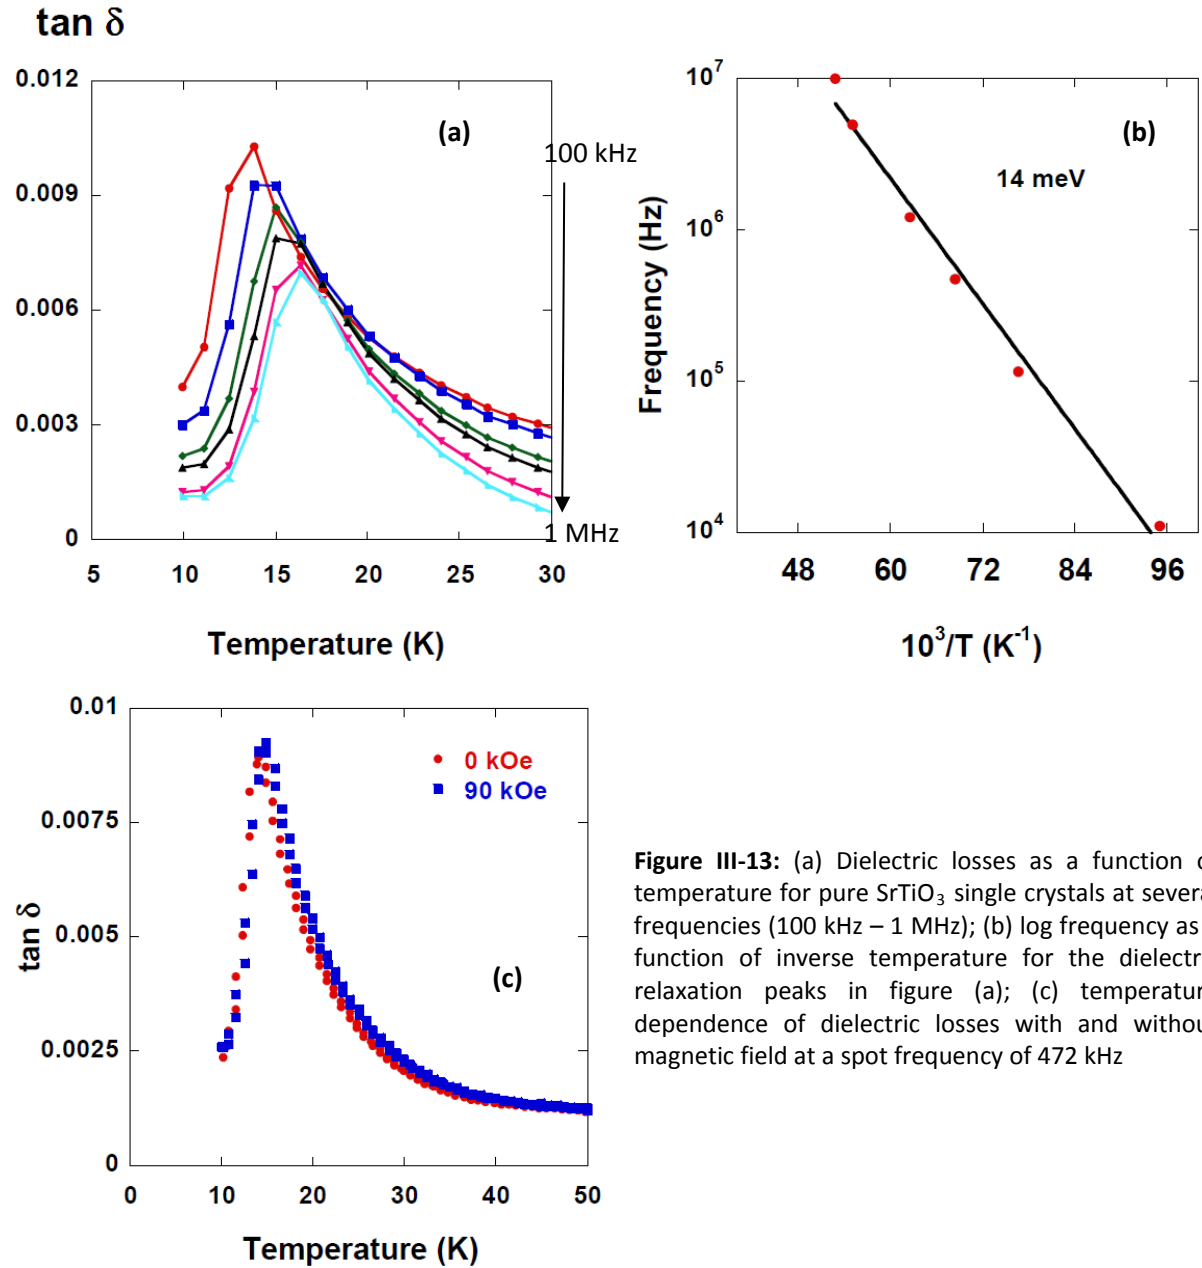 tan δ
0.012
0.009
0.006
0.003
0
(a)
100 kHz
1 MHz
5 10 15 20 25 30
Temperature (K)
10⁷
10⁶
10⁵
10⁴
Frequency (Hz)
(b)
14 meV
48 60 72 84 96
10³/T (K⁻¹)
0.01
0.0075
0.005
0.0025
0
tan δ
0 kOe
90 kOe
(c)
0 10 20 30 40 50
Temperature (K)
Figure III-13: (a) Dielectric losses as a function o
temperature for pure SrTiO₃ single crystals at severa
frequencies (100 kHz – 1 MHz); (b) log frequency as
function of inverse temperature for the dielectr
relaxation peaks in figure (a); (c) temperatur
dependence of dielectric losses with and withou
magnetic field at a spot frequency of 472 kHz